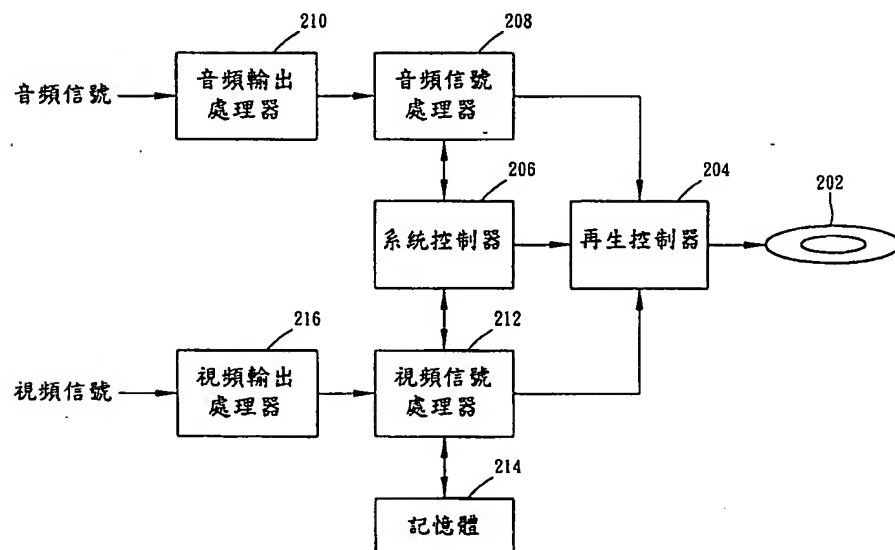 210
208
音頻信號
音頻輸出
處理器
音頻信號
處理器
206
204
202
系統控制器
再生控制器
216
212
視頻信號
視頻輸出
處理器
視頻信號
處理器
214
記憶體